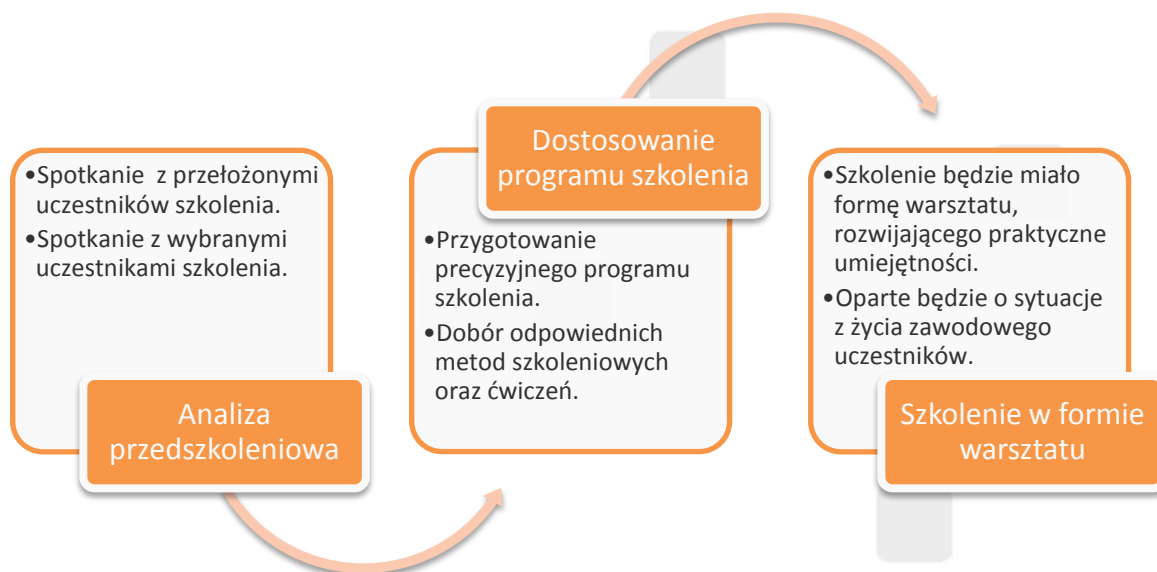 •Spotkanie z przełożonymi
uczestników szkolenia.
•Spotkanie z wybranymi
uczestnikami szkolenia.
Analiza
przedszkoleniowa
Dostosowanie
programu szkolenia
•Przygotowanie
precyzyjnego programu
szkolenia.
•Dobór odpowiednich
metod szkoleniowych
oraz ćwiczeń.
•Szkolenie będzie miało
formę warsztatu,
rozwijającego praktyczne
umiejętności.
•Oparte będzie o sytuacje
z życia zawodowego
uczestników.
Szkolenie w formie
warsztatu